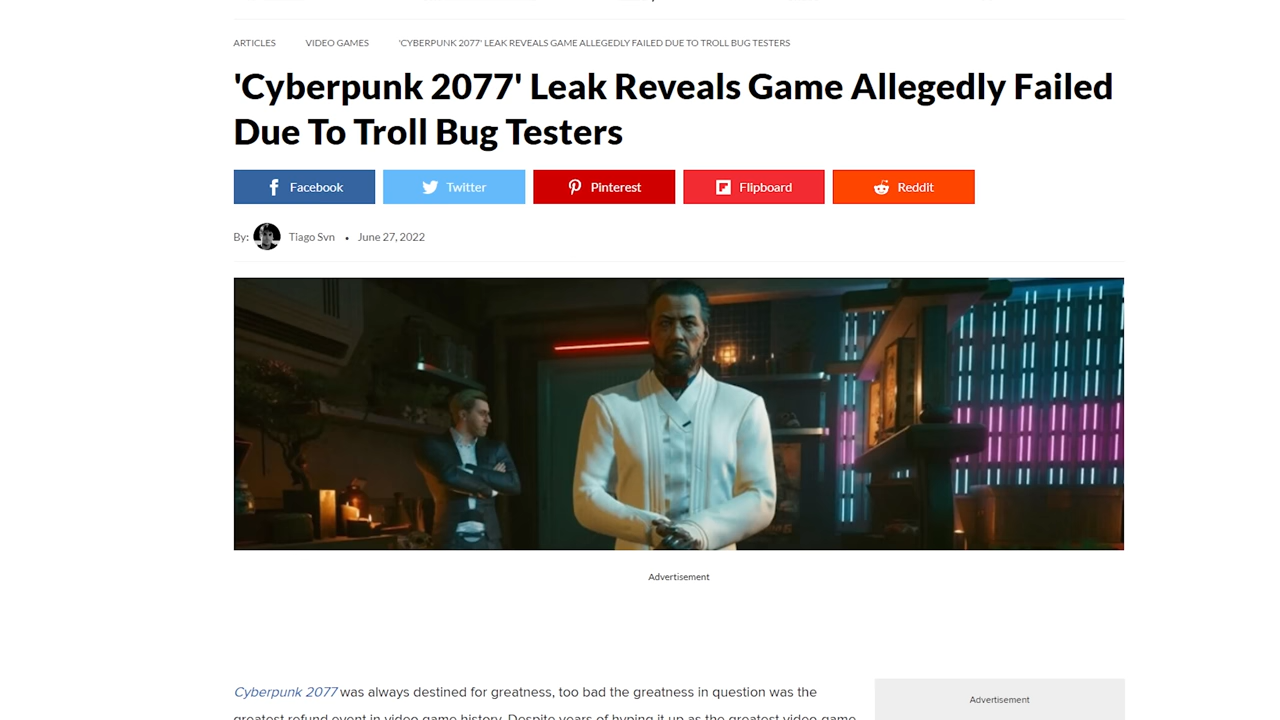 ARTICLES VIDEO GAMES 'CYBERPUNK 2077' LEAK REVEALS GAME ALLEGEDLY FAILED DUE TO TROLL BUG TESTERS
'Cyberpunk 2077' Leak Reveals Game Allegedly Failed
Due To Troll Bug Testers
Facebook Twitter Pinterest Flipboard Reddit
By: Tiago Svn • June 27, 2022
Advertisement
Cyberpunk 2077 was always destined for greatness, too bad the greatness in question was the
greatest refund event in video game history. Despite years of hyping it up as the greatest video game
Advertisement